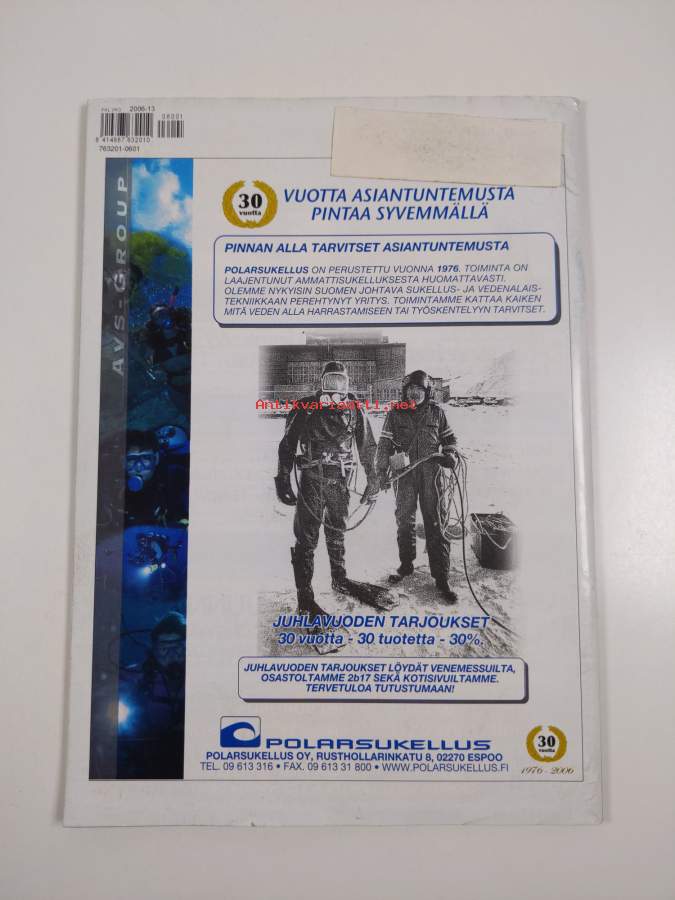 PAL.VKO 2006-13
06001
6 414887 632010
763201-0601
AVS-GROUP
30 vuotta
VUOTTA ASIANTUNTEMUSTA
PINTAA SYVEMMÄLLÄ
PINNAN ALLA TARVITSET ASIANTUNTEMUSTA
POLARSUKELLUS ON PERUSTETTU VUONNA 1976. TOIMINTA ON
LAAJENTUNUT AMMATTISUKELLUKSESTA HUOMATTAVASTI.
OLEMME NYKYISIN SUOMEN JOHTAVA SUKELLUS- JA VEDENALAIS-
TEKNIIKKAAN PEREHTYNYT YRITYS. TOIMINTAMME KATTAA KAIKEN
MITÄ VEDEN ALLA HARRASTAMISEEN TAI TYÖSKENTELYYN TARVITSET.
Antikvariaatti.net
JUHLAVUODEN TARJOUKSET
30 vuotta - 30 tuotetta - 30%.
JUHLAVUODEN TARJOUKSET LÖYDÄT VENEMESSUILTA,
OSASTOLTAMME 2b17 SEKÄ KOTISIVUILTAMME.
TERVETULOA TUTUSTUMAAN!
POLARSUKELLUS
POLARSUKELLUS OY, RUSTHOLLARINKATU 8, 02270 ESPOO
TEL. 09 613 316 • FAX. 09 613 31 800 • WWW.POLARSUKELLUS.FI
30 vuotta
1976 - 2006